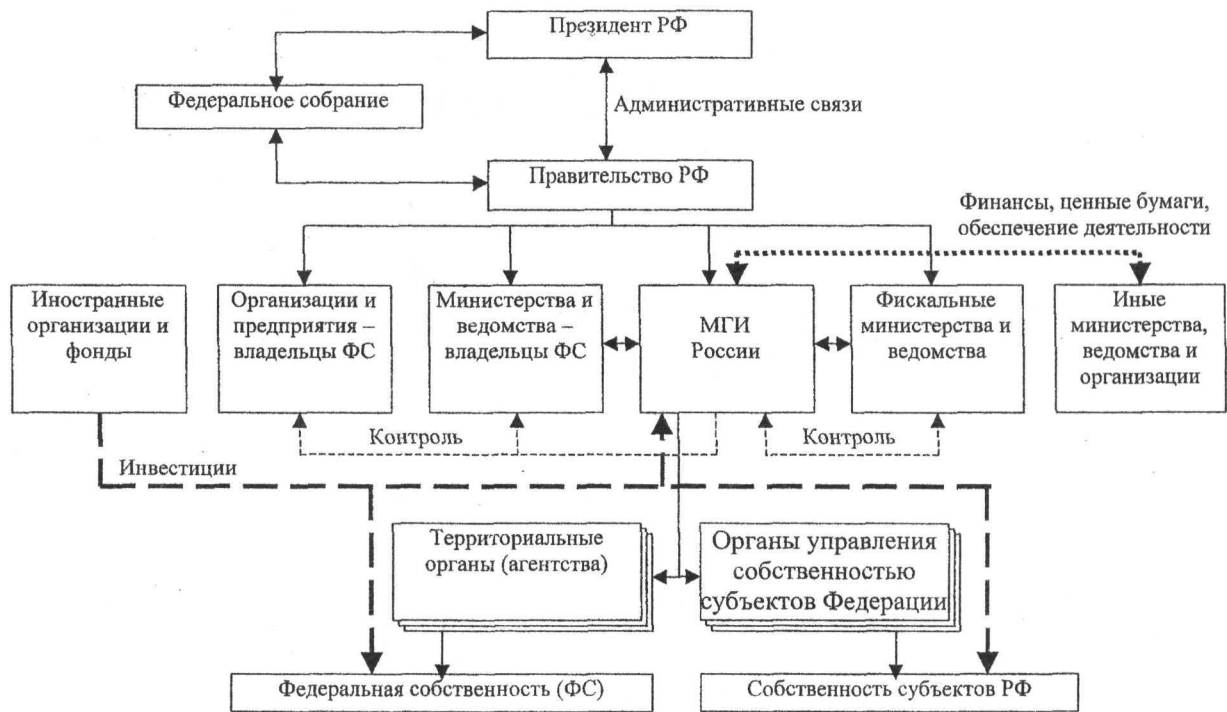 Президент РФ
Федеральное собрание
Административные связи
Правительство РФ
Финансы, ценные бумаги,
обеспечение деятельности
Иностранные
организации и
фонды
Организации и
предприятия –
владельцы ФС
Министерства и
ведомства –
владельцы ФС
МГИ
России
Фискальные
министерства и
ведомства
Иные
министерства,
ведомства и
организации
Контроль
Контроль
Инвестиции
Территориальные
органы (агентства)
Органы управления
собственностью
субъектов Федерации
Федеральная собственность (ФС)
Собственность субъектов РФ